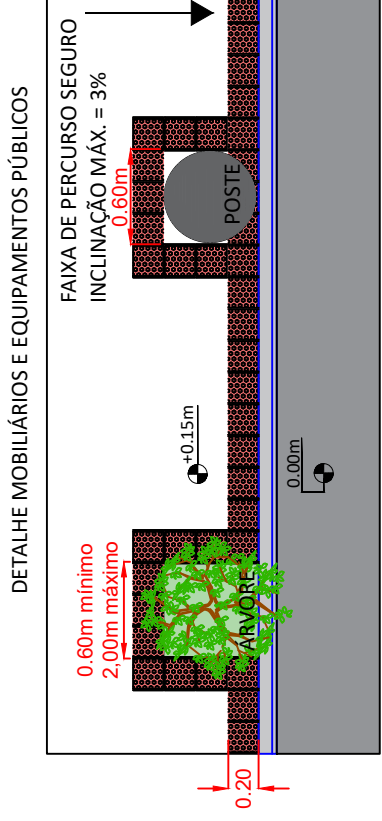 DETALHE MOBILIÁRIOS E EQUIPAMENTOS PÚBLICOS
FAIXA DE PERCURSO SEGURO
INCLINAÇÃO MÁX. = 3%
0.60m
POSTE
0.60m mínimo
2,00m máximo
ÁRVORE
+0.15m
0.00m
0.20